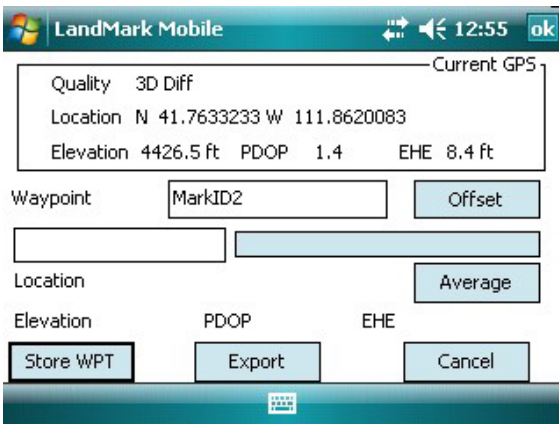 LandMark Mobile 12:55 ok
Current GPS
Quality 3D Diff
Location N 41.7633233 W 111.8620083
Elevation 4426.5 ft PDOP 1.4 EHE 8.4 ft
Waypoint MarkID2 Offset
Location Average
Elevation PDOP EHE
Store WPT Export Cancel